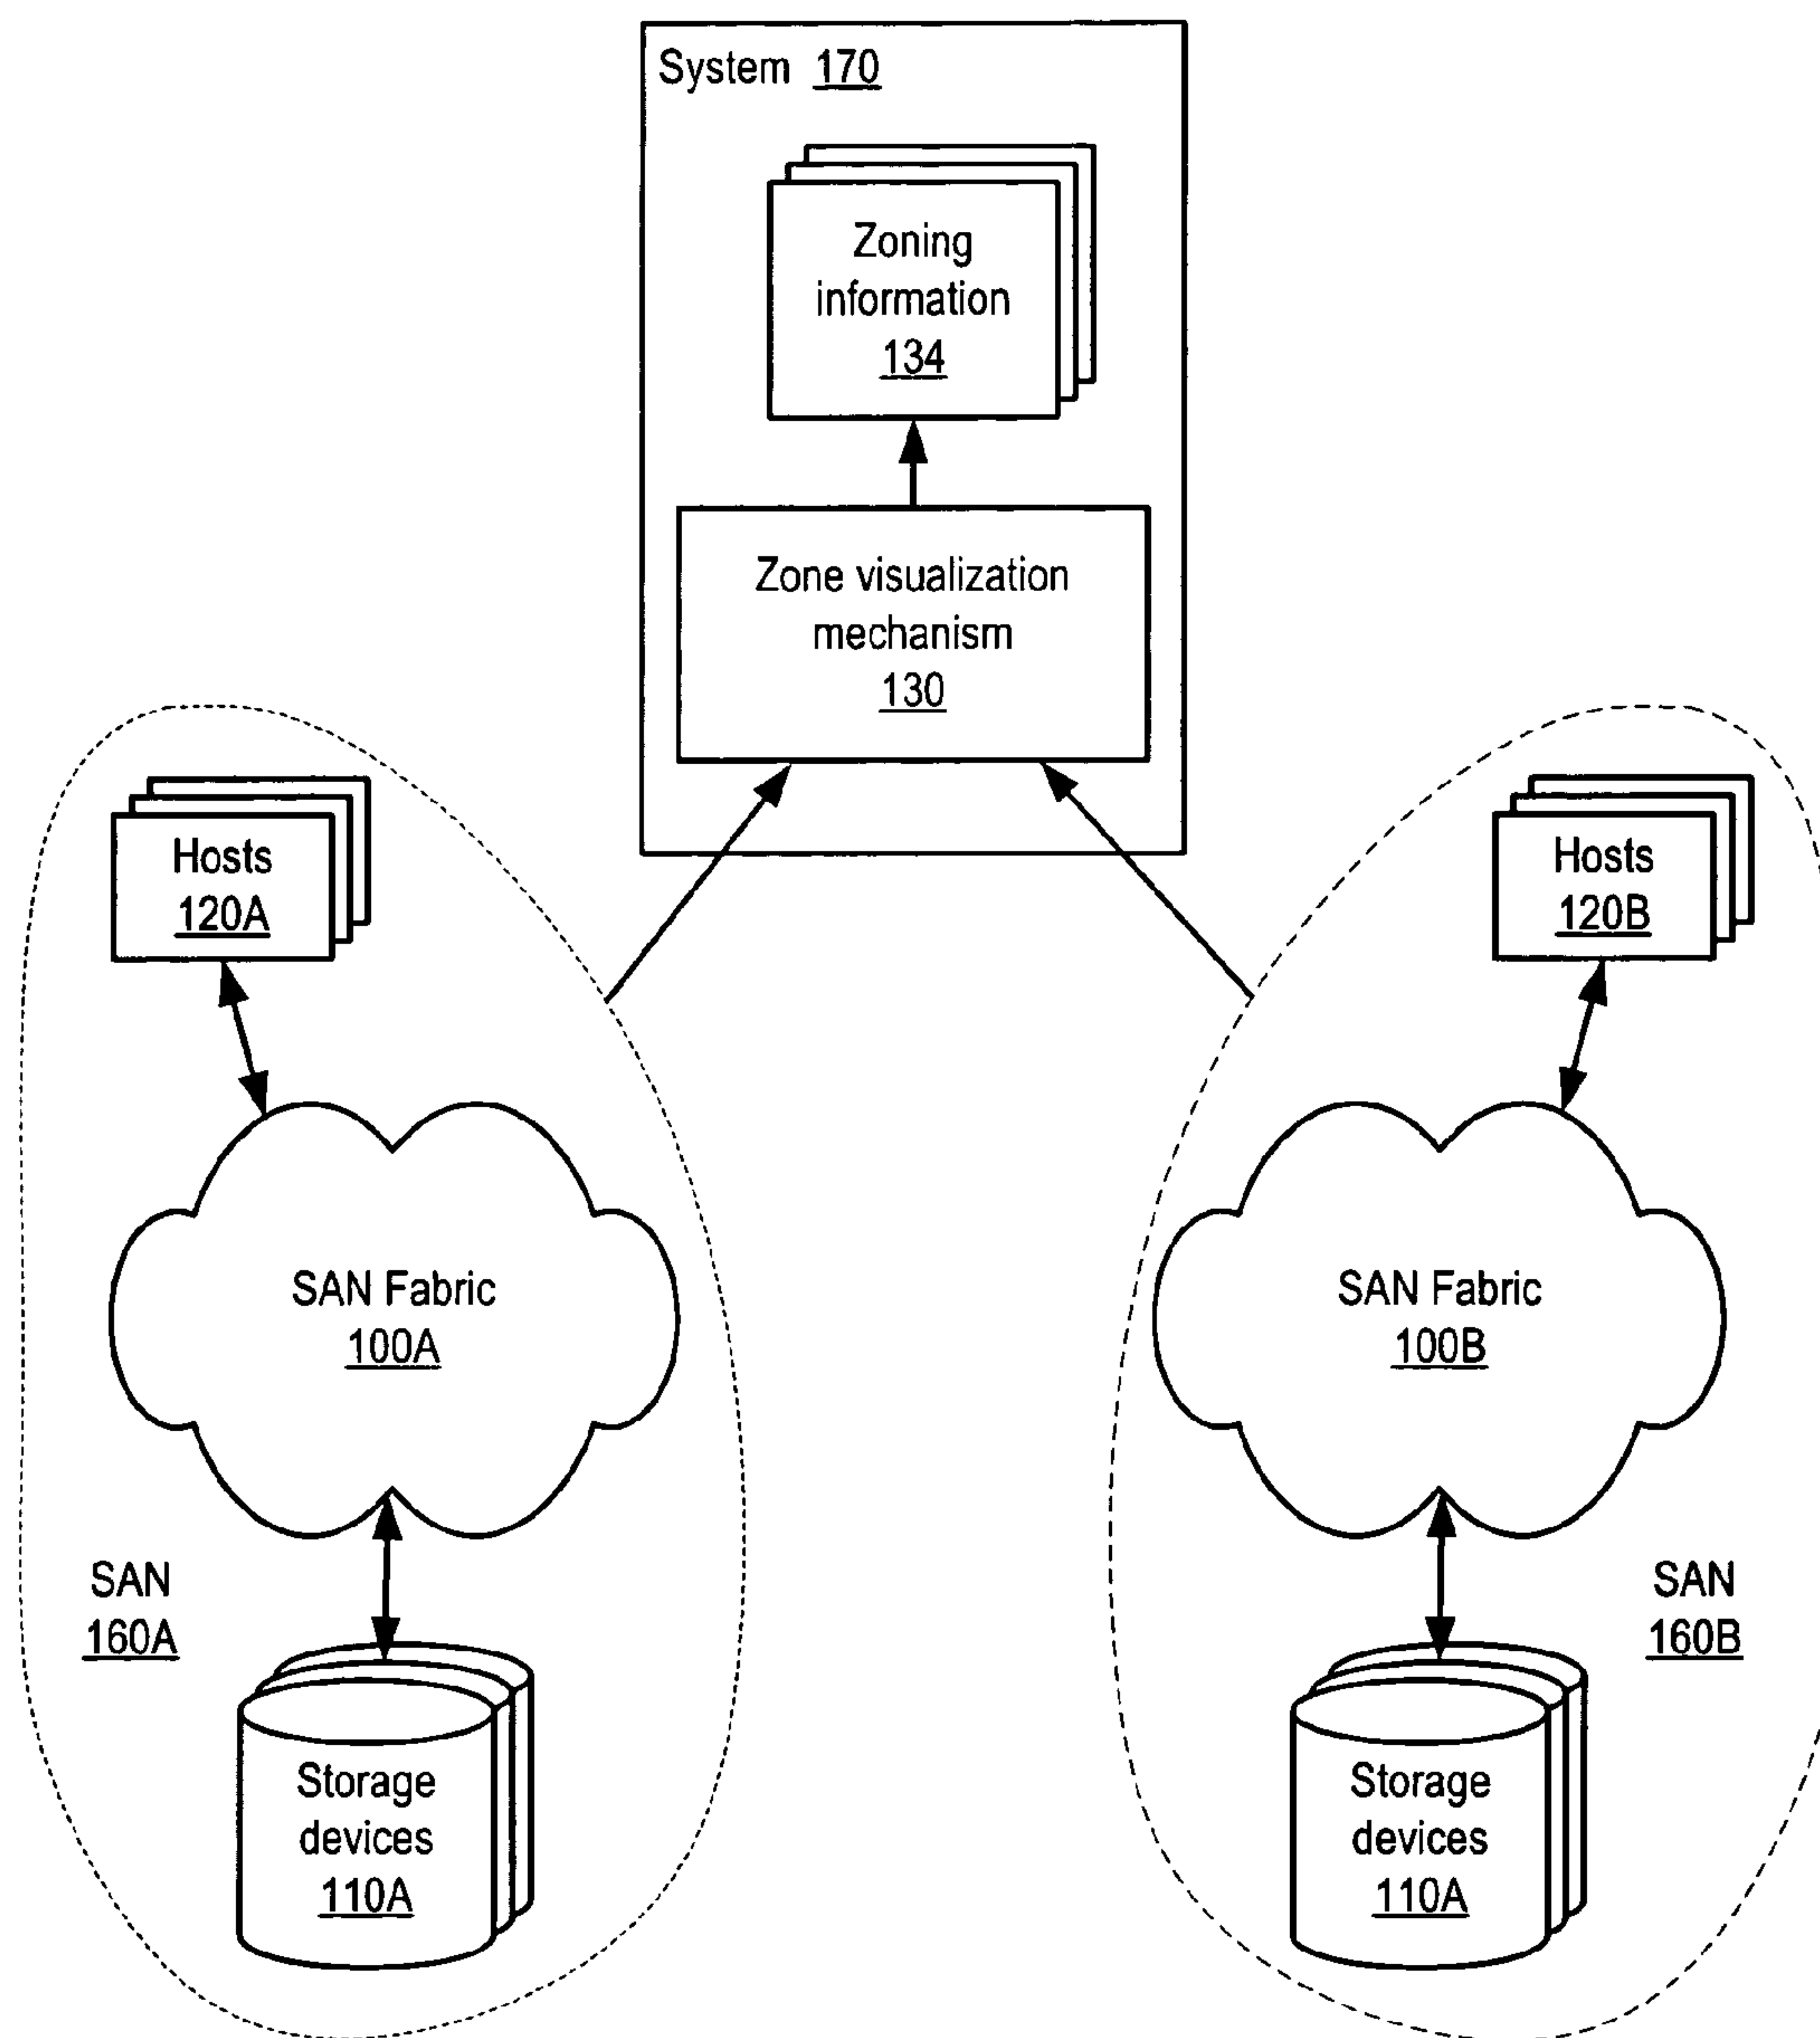 System 170
Zoning
information
134
Zone visualization
mechanism
130
Hosts
120A
Hosts
120B
SAN Fabric
100A
SAN Fabric
100B
SAN
160A
SAN
160B
Storage
devices
110A
Storage
devices
110A